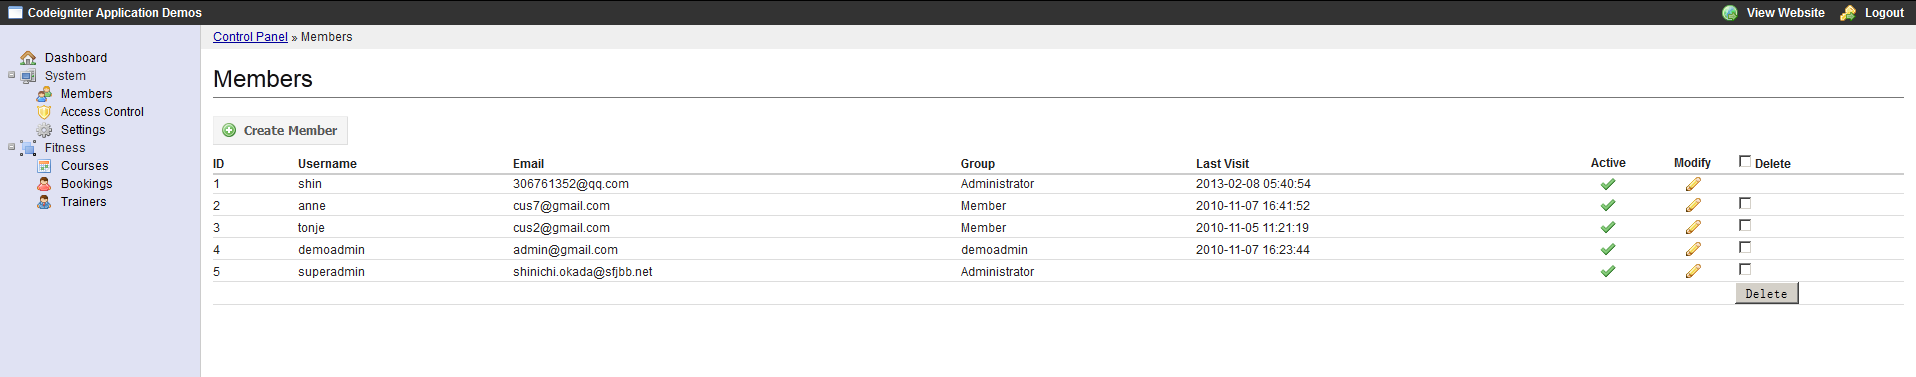 Codeigniter Application Demos View Website Logout
Control Panel » Members
Dashboard
System
Members
Access Control
Settings
Fitness
Courses
Bookings
Trainers
Members
Create Member
ID Username Email Group Last Visit Active Modify Delete
1 shin 306761352@qq.com Administrator 2013-02-08 05:40:54
2 anne cus7@gmail.com Member 2010-11-07 16:41:52
3 tonje cus2@gmail.com Member 2010-11-05 11:21:19
4 demoadmin admin@gmail.com demoadmin 2010-11-07 16:23:44
5 superadmin shinichi.okada@sfjbb.net Administrator
Delete